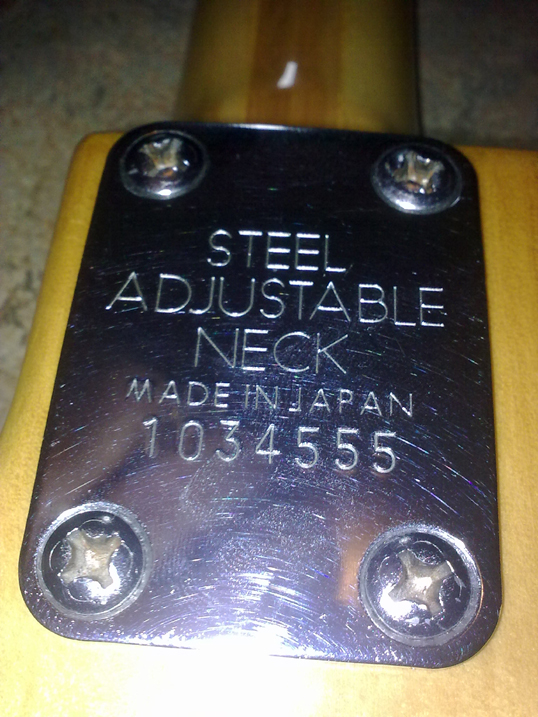 STEEL
ADJUSTABLE
NECK
MADE IN JAPAN
1034555